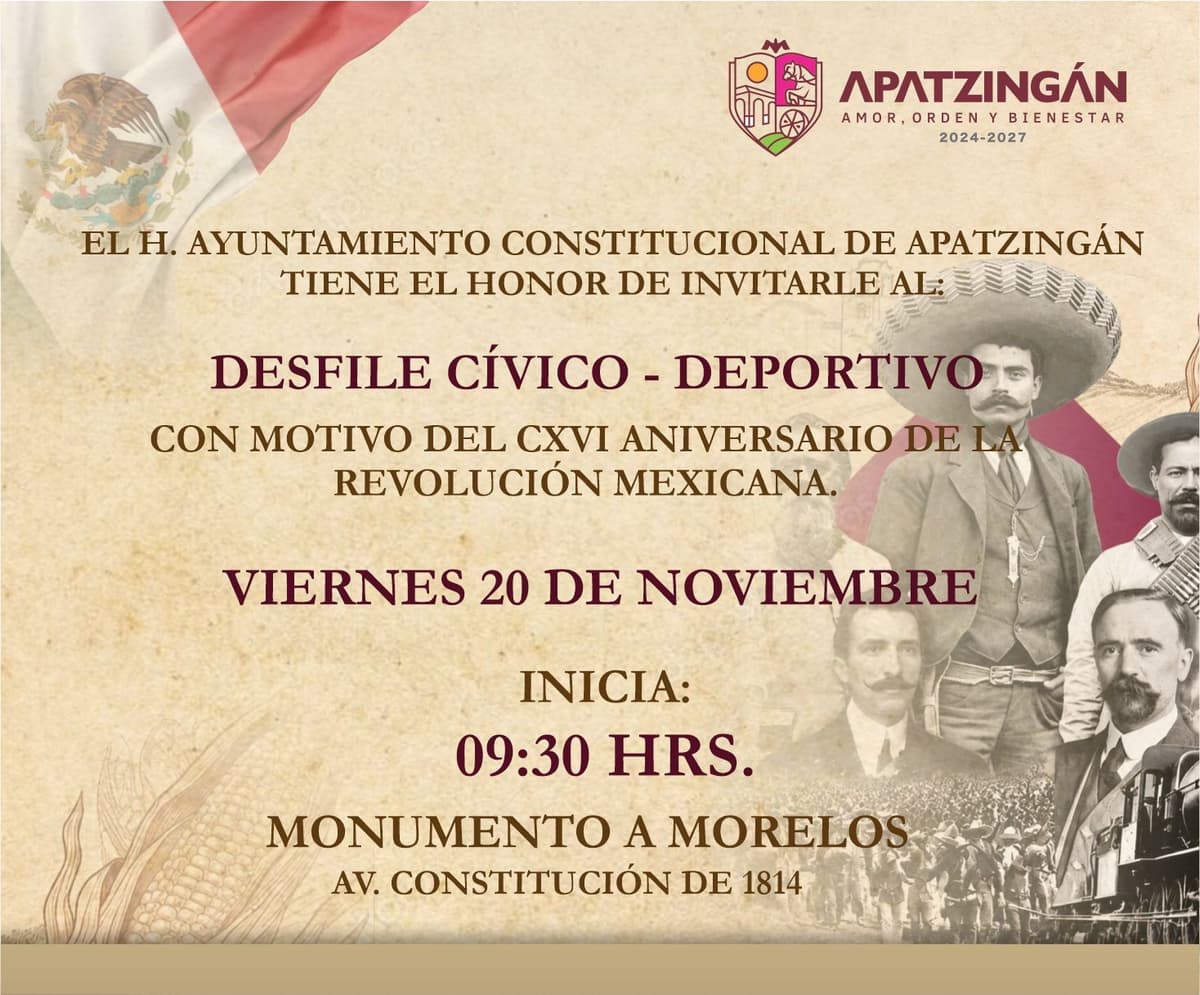 APATZINGÁN
AMOR, ORDEN Y BIENESTAR
2024-2027
EL H. AYUNTAMIENTO CONSTITUCIONAL DE APATZINGÁN
TIENE EL HONOR DE INVITARLE AL:
DESFILE CÍVICO - DEPORTIVO
CON MOTIVO DEL CXVI ANIVERSARIO DE LA
REVOLUCIÓN MEXICANA.
VIERNES 20 DE NOVIEMBRE
INICIA:
09:30 HRS.
MONUMENTO A MORELOS
AV. CONSTITUCIÓN DE 1814